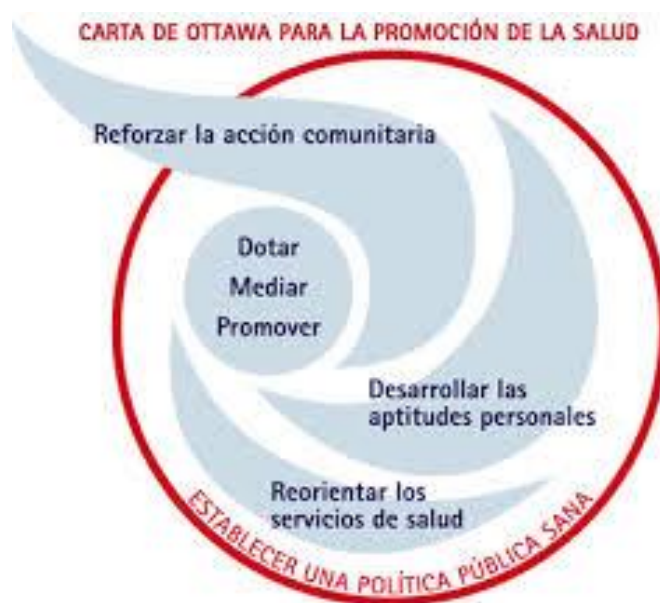 CARTA DE OTTAWA PARA LA PROMOCIÓN DE LA SALUD
Reforzar la acción comunitaria
Dotar
Mediar
Promover
Desarrollar las
aptitudes personales
Reorientar los
servicios de salud
ESTABLECER UNA POLÍTICA PÚBLICA SANA